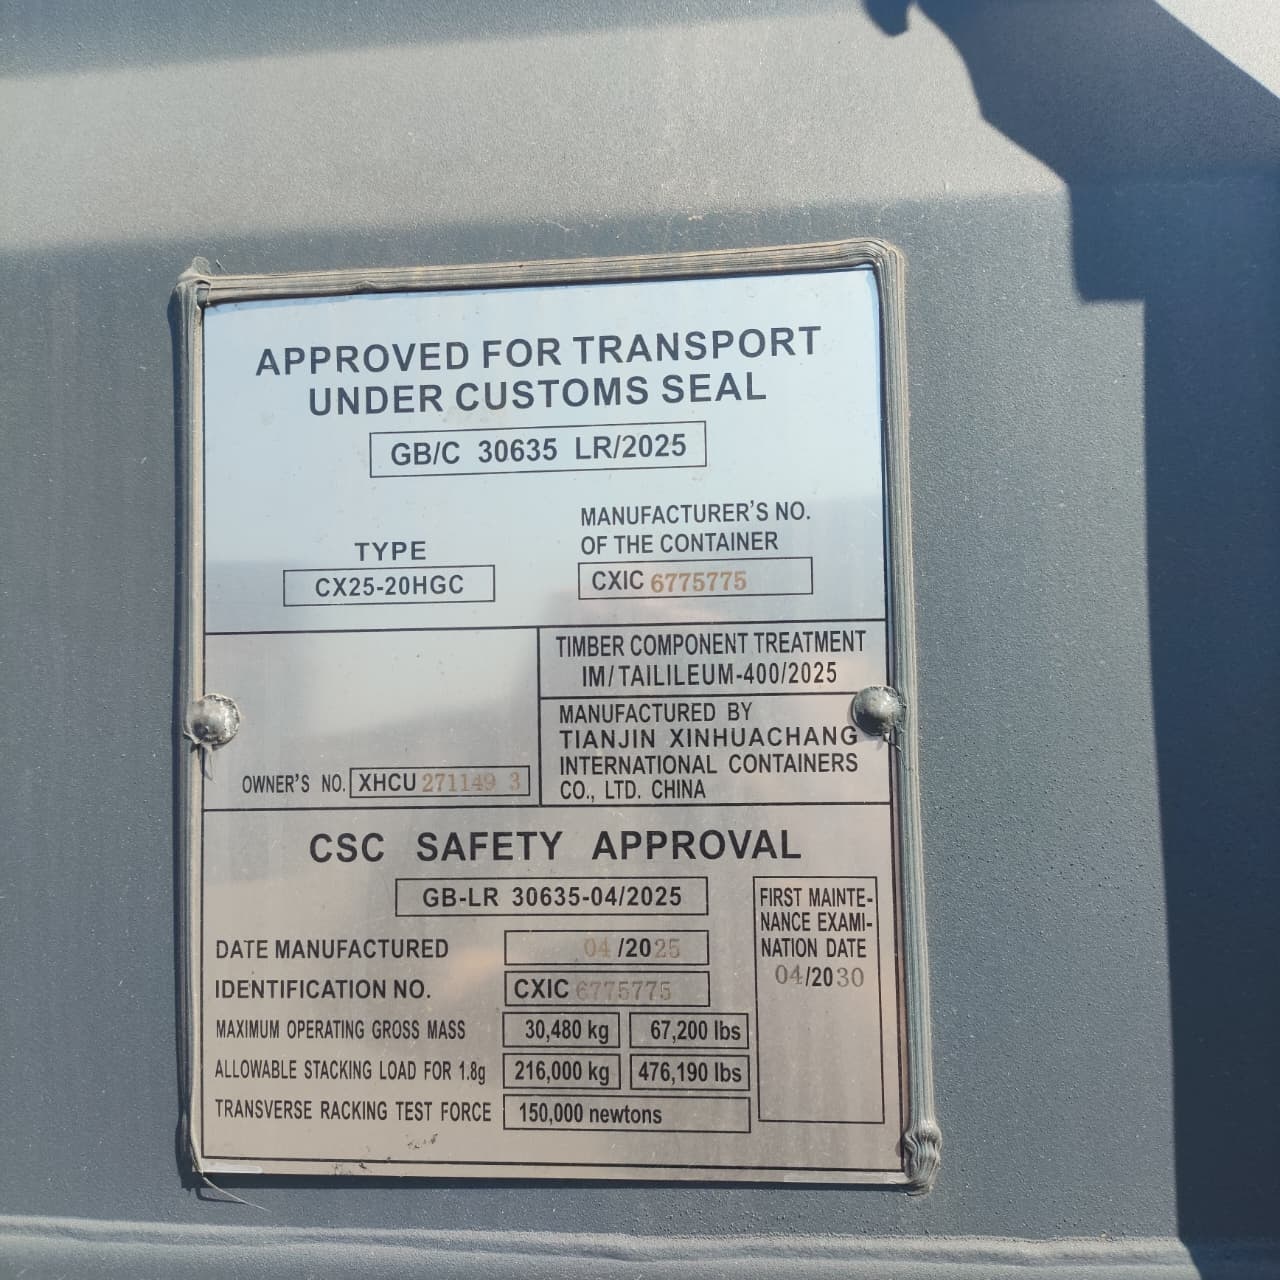 APPROVED FOR TRANSPORT
UNDER CUSTOMS SEAL
GB/C 30635 LR/2025
TYPE
CX25-20HGC
MANUFACTURER'S NO.
OF THE CONTAINER
CXIC 6775775
TIMBER COMPONENT TREATMENT
IM/TAILILEUM-400/2025
OWNER'S NO. XHCU 271149 3
MANUFACTURED BY
TIANJIN XINHUACHANG
INTERNATIONAL CONTAINERS
CO., LTD. CHINA
CSC SAFETY APPROVAL
GB-LR 30635-04/2025
DATE MANUFACTURED 04/2025
IDENTIFICATION NO. CXIC 6775775
MAXIMUM OPERATING GROSS MASS 30,480 kg 67,200 lbs
ALLOWABLE STACKING LOAD FOR 1.8g 216,000 kg 476,190 lbs
TRANSVERSE RACKING TEST FORCE 150,000 newtons
FIRST MAINTE-
NANCE EXAMI-
NATION DATE
04/2030